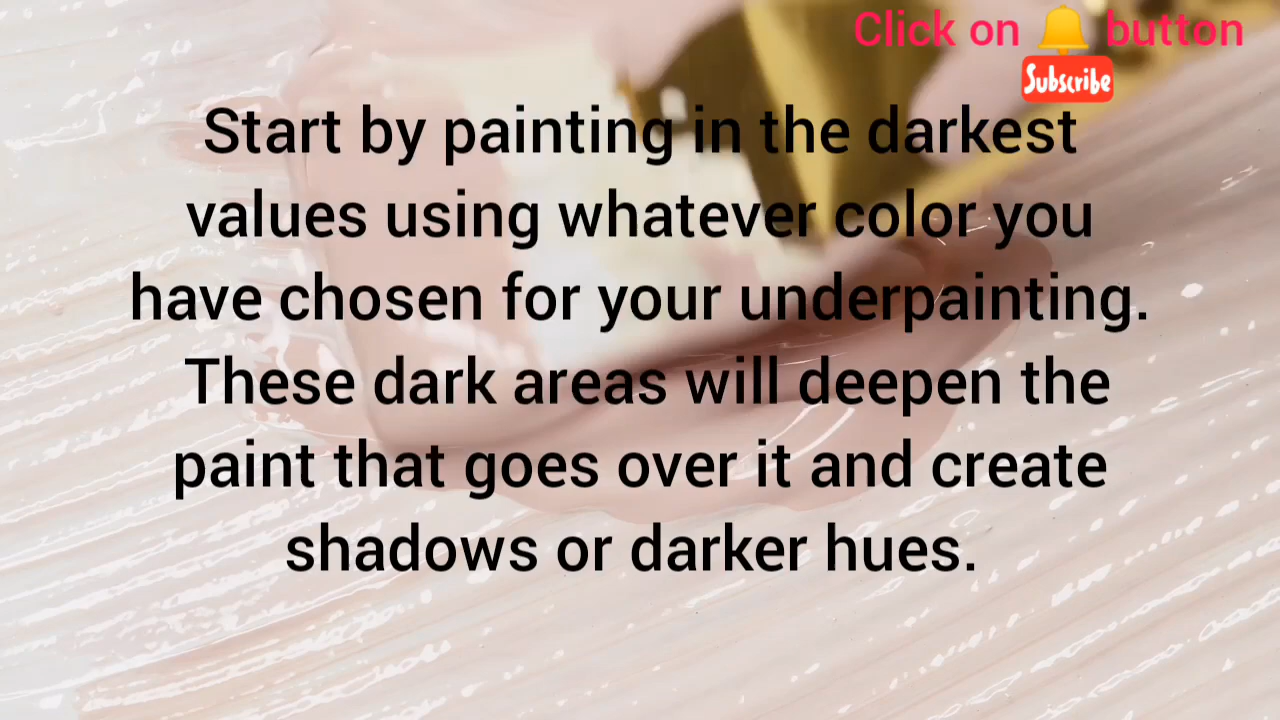 Click on 🔔 button
Subscribe
Start by painting in the darkest
values using whatever color you
have chosen for your underpainting.
These dark areas will deepen the
paint that goes over it and create
shadows or darker hues.